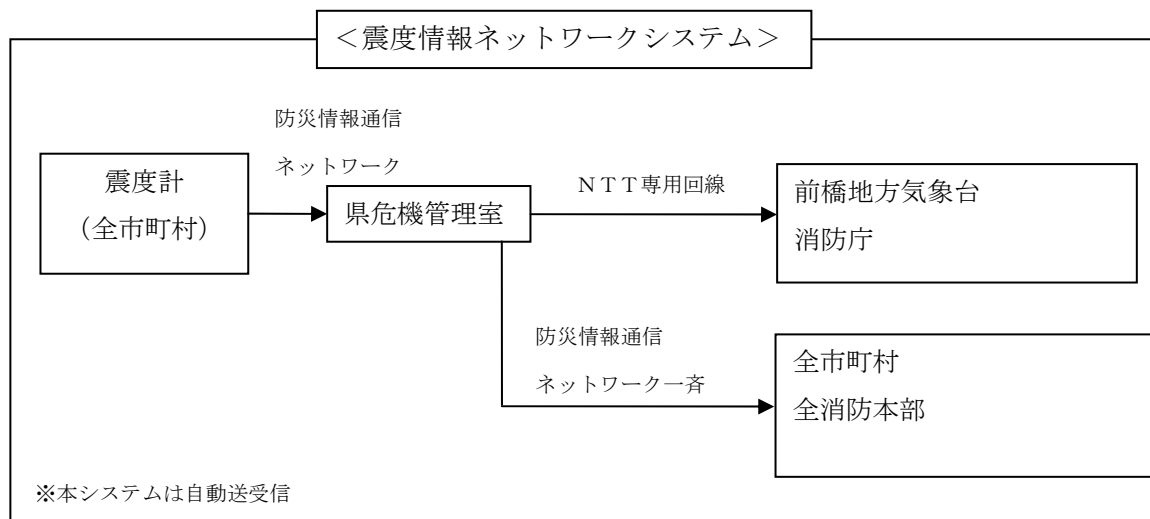 ＜震度情報ネットワークシステム＞
防災情報通信
ネットワーク
震度計
（全市町村）
県危機管理室
ＮＴＴ専用回線
前橋地方気象台
消防庁
防災情報通信
ネットワーク一斉
全市町村
全消防本部
※本システムは自動送受信